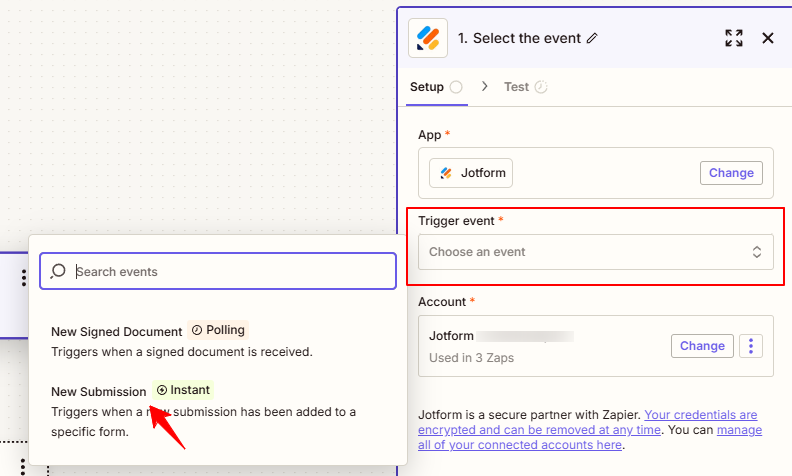 1. Select the event
Setup
Test
App *
Jotform
Change
Trigger event *
Choose an event
Search events
New Signed Document Polling
Triggers when a signed document is received.
New Submission Instant
Triggers when a new submission has been added to a
specific form.
Account *
Jotform
Used in 3 Zaps
Change
Jotform is a secure partner with Zapier. Your credentials are
encrypted and can be removed at any time. You can manage
all of your connected accounts here.